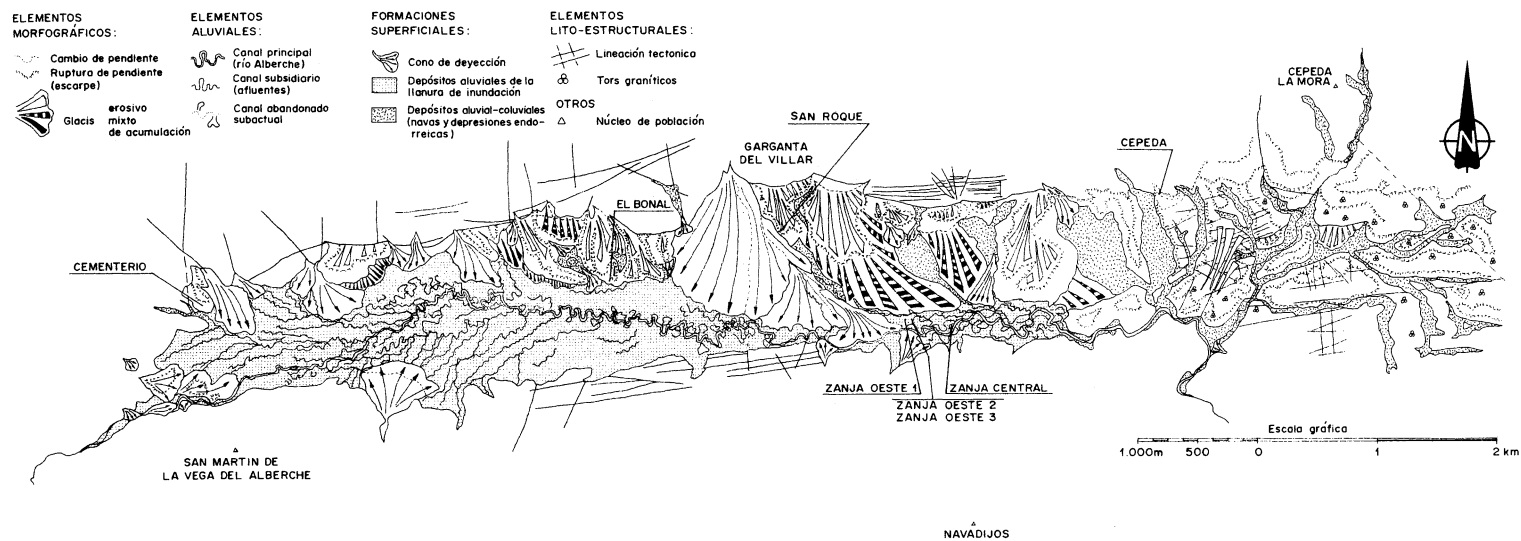 ELEMENTOS
MORFOGRÁFICOS:
Cambio de pendiente
Ruptura de pendiente
(escarpe)
Glacis
erosivo
mixto
de acumulación
ELEMENTOS
ALUVIALES:
Canal principal
(río Alberche)
Canal subsidiario
(afluentes)
Canal abandonado
subactual
FORMACIONES
SUPERFICIALES:
Cono de deyección
Depósitos aluviales de la
llanura de inundación
Depósitos aluvial-coluviales
(navas y depresiones endo-
rreicas)
ELEMENTOS
LITO-ESTRUCTURALES:
Lineación tectonica
Tors graníticos
OTROS
Núcleo de población
CEPEDA
LA MORA
SAN ROQUE
GARGANTA
DEL VILLAR
CEPEDA
N
EL BONAL
CEMENTERIO
ZANJA OESTE 1
ZANJA CENTRAL
ZANJA OESTE 2
ZANJA OESTE 3
Escala gráfica
1.000m 500 0 1 2 km
SAN MARTIN DE
LA VEGA DEL ALBERCHE
NAVADIJOS